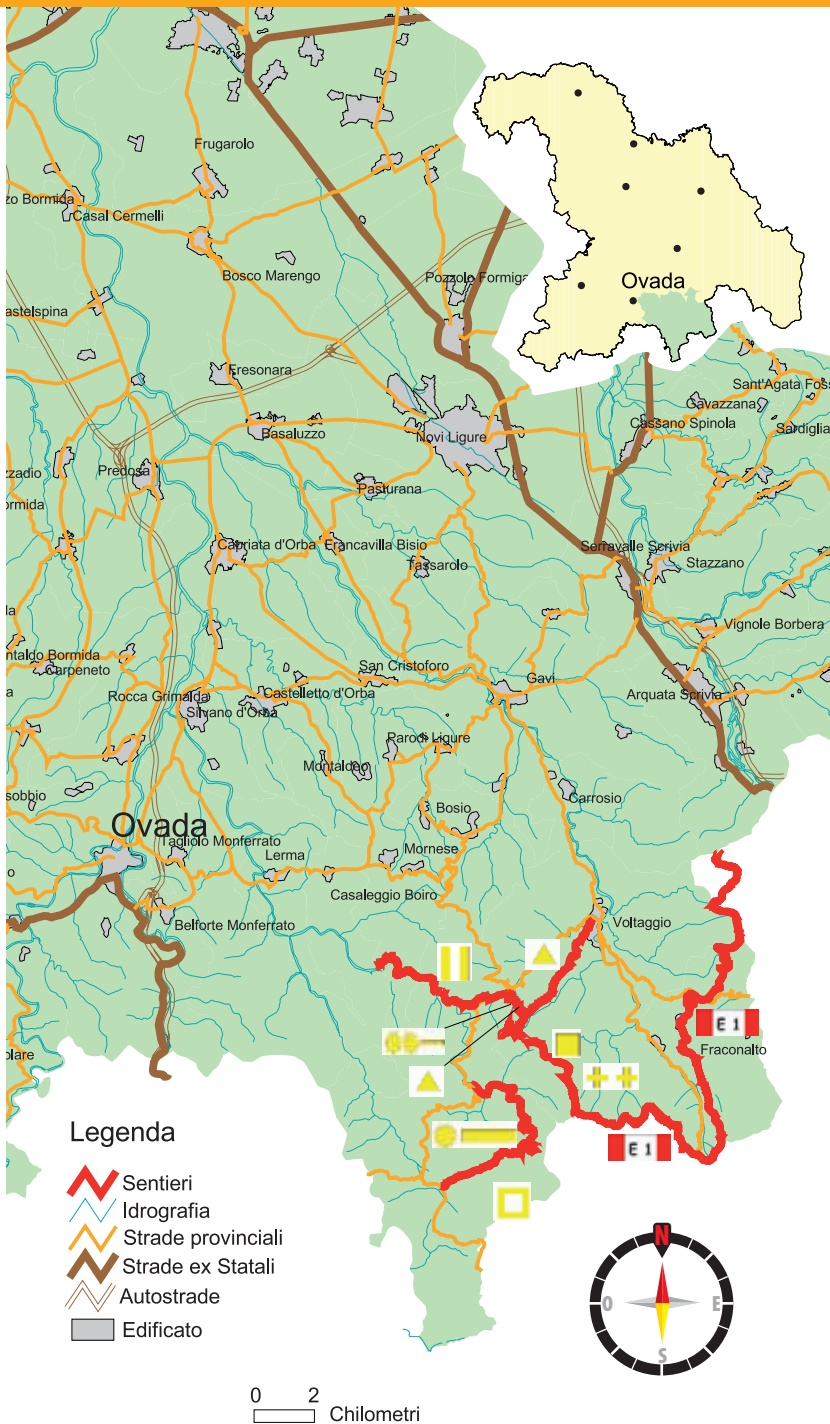 Frugarolo
zo Bormida
Casal Cermelli
Bosco Marengo
Pozzolo Formiga
Ovada
astelspina
Fresonara
Sant'Agata Foss
Gavazzana
Cassano Spinola
Sardiglia
Basaluzzo
Novi Ligure
zzadio
Predosa
Pasturana
ormida
Capriata d'Orba
Francavilla Bisio
Serravalle Scrivia
Tassarolo
Stazzano
la
Vignole Borbera
ntaldo Bormida
Carpeneto
San Cristoforo
Gavi
a
Rocca Grimalda
Castelletto d'Orba
Arquata Scrivia
Silvano d'Orba
Parodi Ligure
Montaldeo
sobbio
Carrosio
Bosio
Ovada
Tagliolo Monferrato
Mornese
Lerma
o
Casaleggio Boiro
Belforte Monferrato
Voltaggio
E 1
Fraconalto
olare
E 1
Legenda
Sentieri
Idrografia
Strade provinciali
Strade ex Statali
Autostrade
Edificato
N
O
E
S
0 2
Chilometri